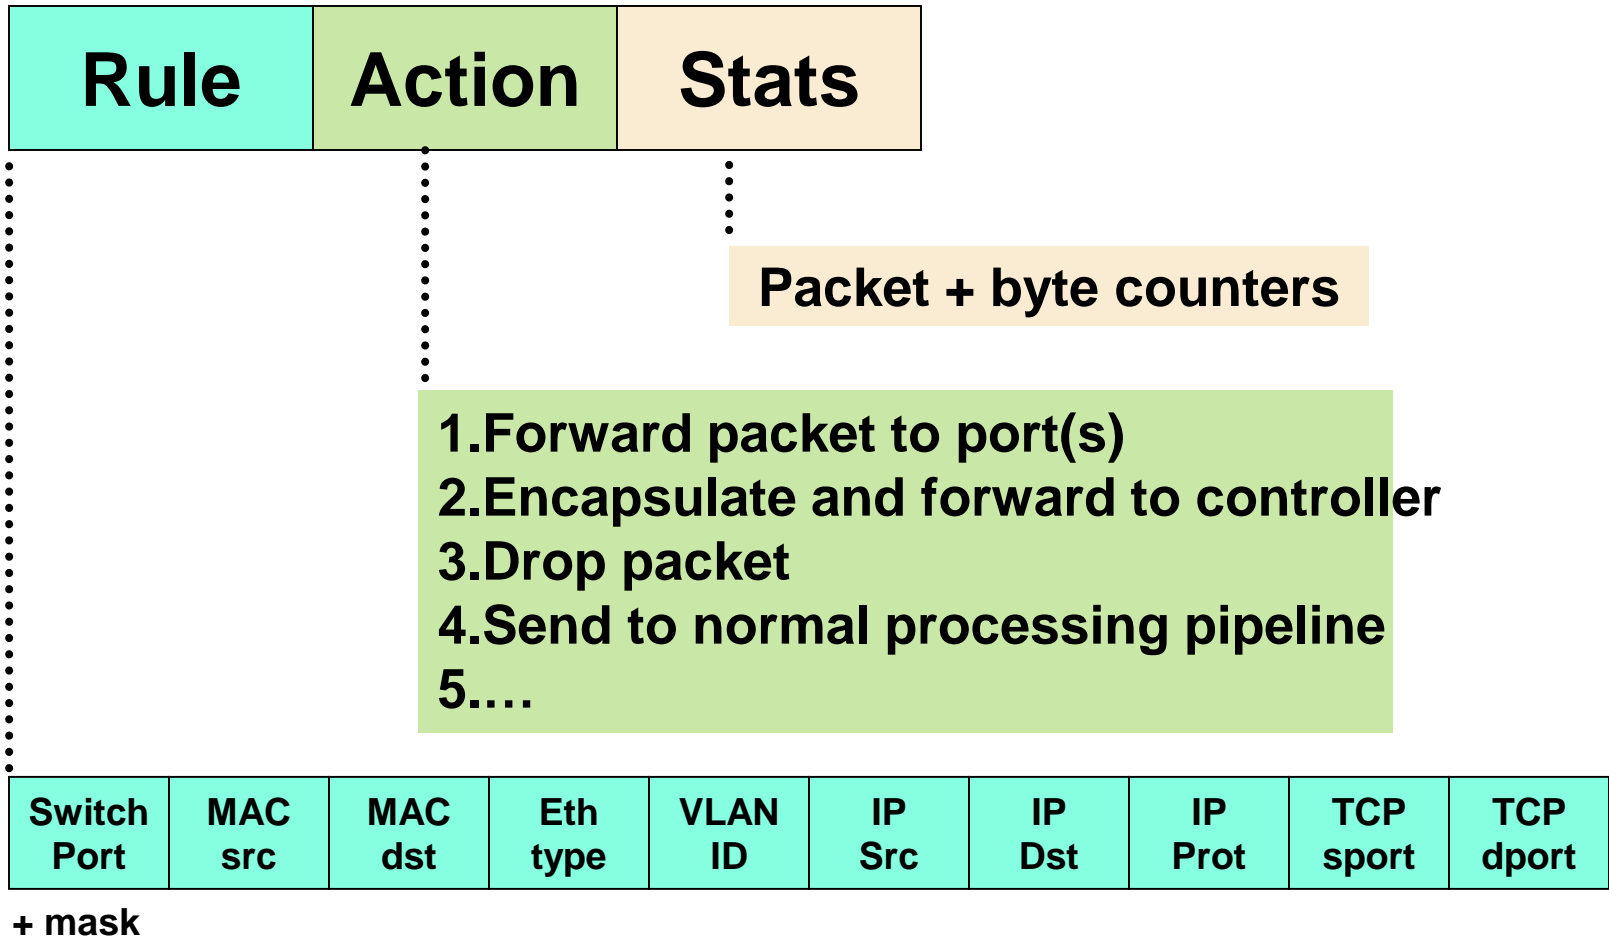 Rule Action Stats
Packet + byte counters
1.Forward packet to port(s)
2.Encapsulate and forward to controller
3.Drop packet
4.Send to normal processing pipeline
5.…
Switch MAC MAC Eth VLAN IP IP IP TCP TCP
Port src dst type ID Src Dst Prot sport dport
+ mask